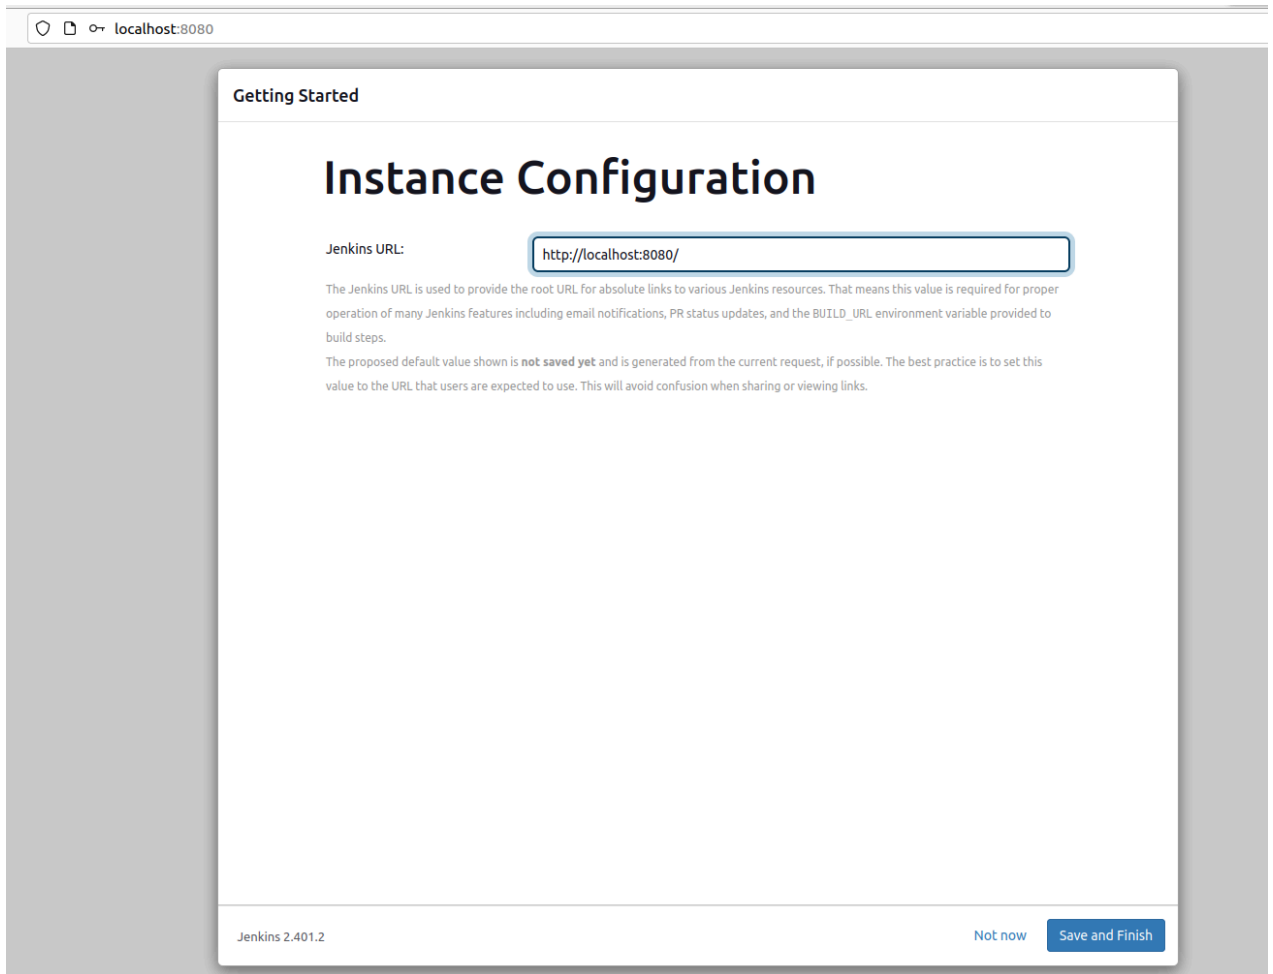 localhost:8080
Getting Started
Instance Configuration
Jenkins URL:
http://localhost:8080/
The Jenkins URL is used to provide the root URL for absolute links to various Jenkins resources. That means this value is required for proper
operation of many Jenkins features including email notifications, PR status updates, and the BUILD_URL environment variable provided to
build steps.
The proposed default value shown is not saved yet and is generated from the current request, if possible. The best practice is to set this
value to the URL that users are expected to use. This will avoid confusion when sharing or viewing links.
Jenkins 2.401.2
Not now
Save and Finish